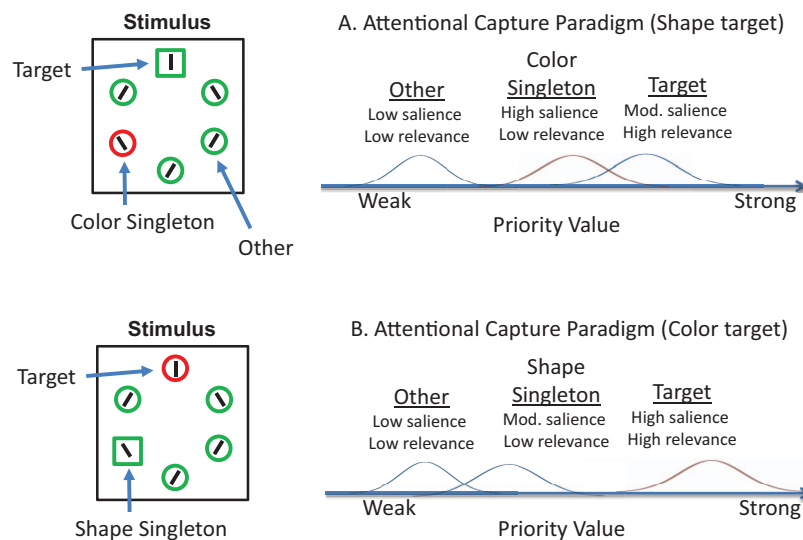 Stimulus
Target
Color Singleton
Other
A. Attentional Capture Paradigm (Shape target)
Other
Low salience
Low relevance
Color
Singleton
High salience
Low relevance
Target
Mod. salience
High relevance
Weak
Strong
Priority Value
Stimulus
Target
Shape Singleton
B. Attentional Capture Paradigm (Color target)
Other
Low salience
Low relevance
Shape
Singleton
Mod. salience
Low relevance
Target
High salience
High relevance
Weak
Strong
Priority Value